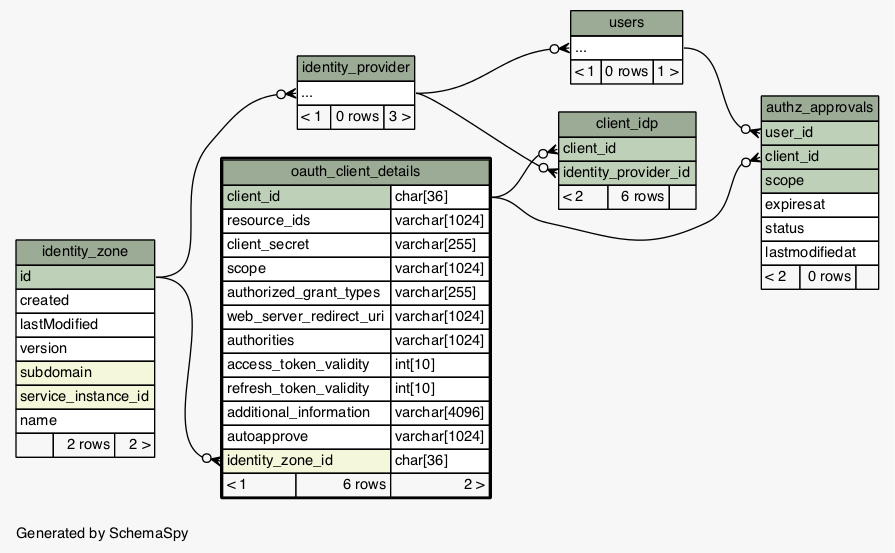 users
...
< 1 0 rows 1 >
identity_provider
...
< 1 0 rows 3 >
authz_approvals
user_id
client_id
scope
expiresat
status
lastmodifiedat
< 2 0 rows
client_idp
client_id
identity_provider_id
< 2 6 rows
oauth_client_details
client_id char[36]
resource_ids varchar[1024]
client_secret varchar[255]
scope varchar[1024]
authorized_grant_types varchar[255]
web_server_redirect_uri varchar[1024]
authorities varchar[1024]
access_token_validity int[10]
refresh_token_validity int[10]
additional_information varchar[4096]
autoapprove varchar[1024]
identity_zone_id char[36]
< 1 6 rows 2 >
identity_zone
id
created
lastModified
version
subdomain
service_instance_id
name
2 rows 2 >
Generated by SchemaSpy